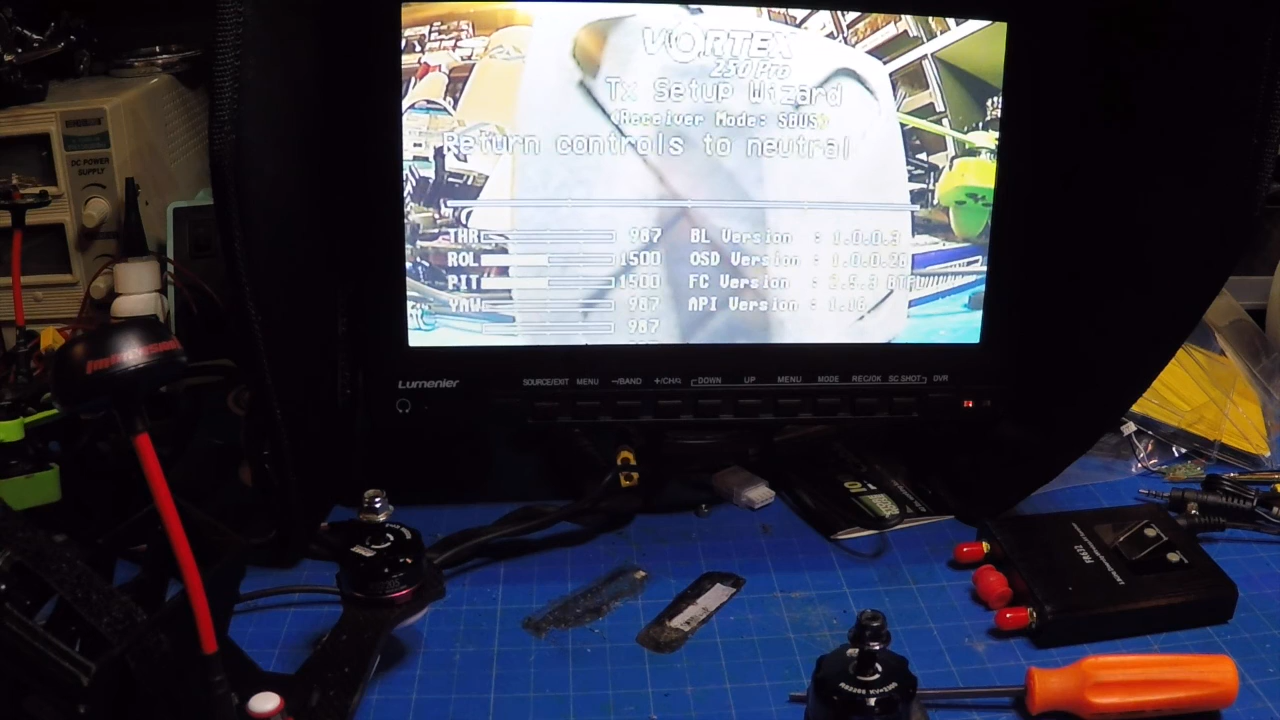 VORTEX
250 Pro
Tx Setup Wizard
(Receiver Mode: SBUS)
Return controls to neutral
THR 987 BL Version : 1.0.0.3
ROL 1500 OSD Version : 1.0.0.28
PIT 1500 FC Version : 2.5.3 BTFL
YAW 987 API Version : 1.16
987
DC POWER
SUPPLY
Lumenier
SOURCE/EXIT MENU -/BAND +/CH DOWN UP MENU MODE REC/OK SC SHOT DVR
FR632